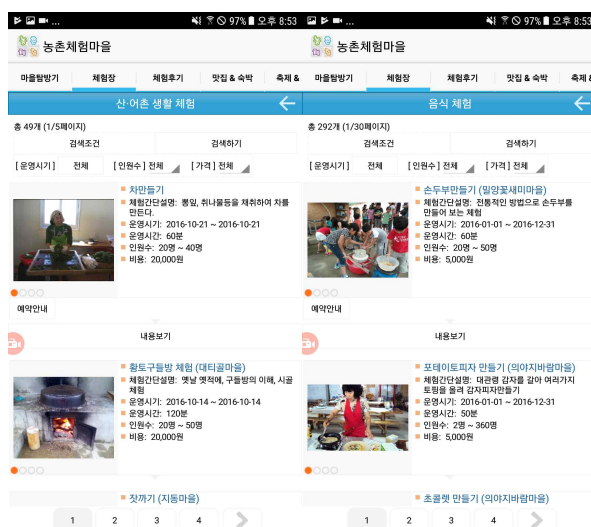 ... 97% 오후 8:53
농촌체험마을
마을탐방기 체험장 체험후기 맛집 & 숙박 축제 &
산·어촌 생활 체험
총 49개 (1/5페이지)
검색조건 검색하기
[운영시기] 전체 [인원수] 전체 [가격] 전체
차만들기
체험간단설명: 뽕잎, 취나물등을 채취하여 차를
만든다.
운영시기: 2016-10-21 ~ 2016-10-21
운영시간: 60분
인원수: 20명 ~ 40명
비용: 20,000원
예약안내
내용보기
황토구들방 체험 (대티골마을)
체험간단설명: 옛날 옛적에, 구들방의 이해, 시골
체험
운영시기: 2016-10-14 ~ 2016-10-14
운영시간: 120분
인원수: 20명 ~ 50명
비용: 20,000원
잣까기 (지동마을)
1 2 3 4
... 97% 오후 8:53
농촌체험마을
마을탐방기 체험장 체험후기 맛집 & 숙박 축제 &
음식 체험
총 292개 (1/30페이지)
검색조건 검색하기
[운영시기] 전체 [인원수] 전체 [가격] 전체
손두부만들기 (밀양꽃새미마을)
체험간단설명: 전통적인 방법으로 손두부를
만들어 보는 체험
운영시기: 2016-01-01 ~ 2016-12-31
운영시간: 60분
인원수: 20명 ~ 50명
비용: 5,000원
예약안내
내용보기
포테이토피자 만들기 (의야지바람마을)
체험간단설명: 대관령 감자를 갈아 여러가지
토핑을 올려 감자피자만들기
운영시기: 2016-01-01 ~ 2016-12-31
운영시간: 50분
인원수: 2명 ~ 360명
비용: 5,000원
초콜렛 만들기 (의야지바람마을)
1 2 3 4